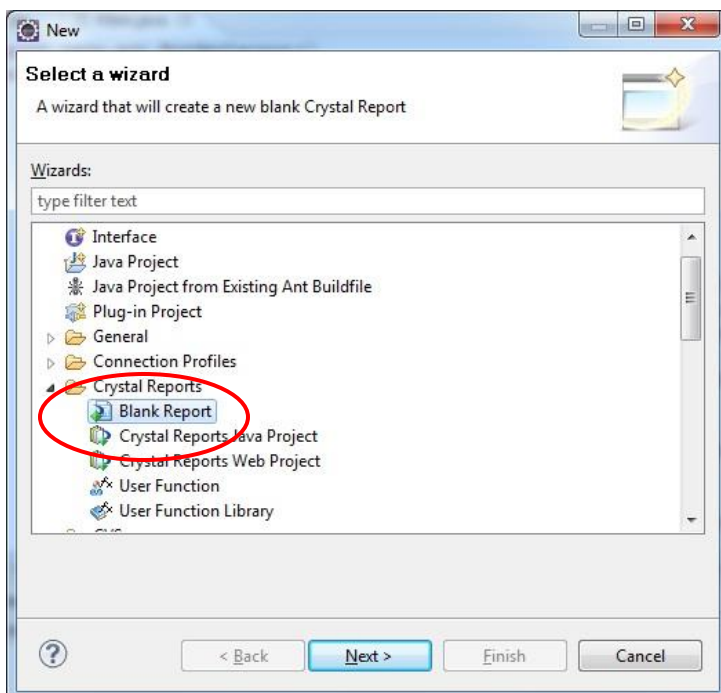 New
Select a wizard
A wizard that will create a new blank Crystal Report
Wizards:
type filter text
Interface
Java Project
Java Project from Existing Ant Buildfile
Plug-in Project
General
Connection Profiles
Crystal Reports
Blank Report
Crystal Reports Java Project
Crystal Reports Web Project
User Function
User Function Library
< Back Next > Finish Cancel